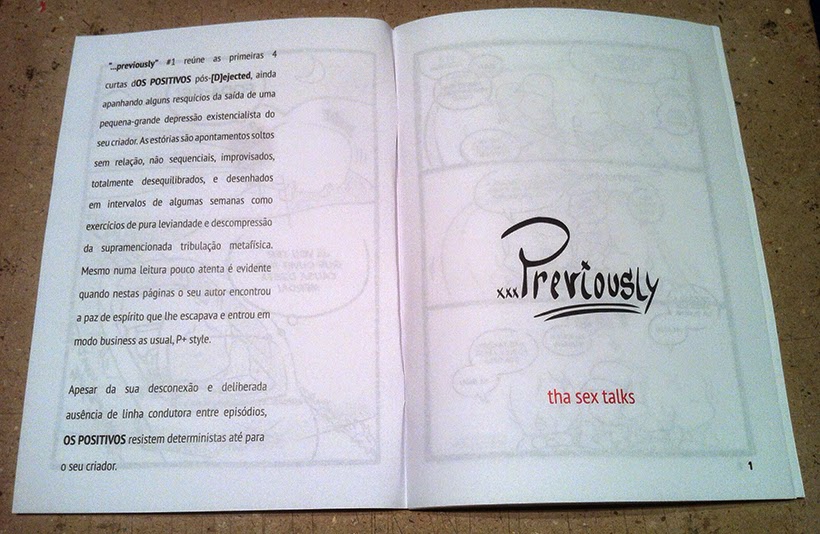 "...previously" #1 reúne as primeiras 4
curtas dOS POSITIVOS pós-[D]ejected, ainda
apanhando alguns resquícios da saída de uma
pequena-grande depressão existencialista do
seu criador. As estórias são apontamentos soltos
sem relação, não sequenciais, improvisados,
totalmente desequilibrados, e desenhados
em intervalos de algumas semanas como
exercícios de pura leviandade e descompressão
da supramencionada tribulação metafísica.
Mesmo numa leitura pouco atenta é evidente
quando nestas páginas o seu autor encontrou
a paz de espírito que lhe escapava e entrou em
modo business as usual, P+ style.
Apesar da sua desconexão e deliberada
ausência de linha condutora entre episódios,
OS POSITIVOS resistem deterministas até para
o seu criador.
xxxPreviously
tha sex talks
1